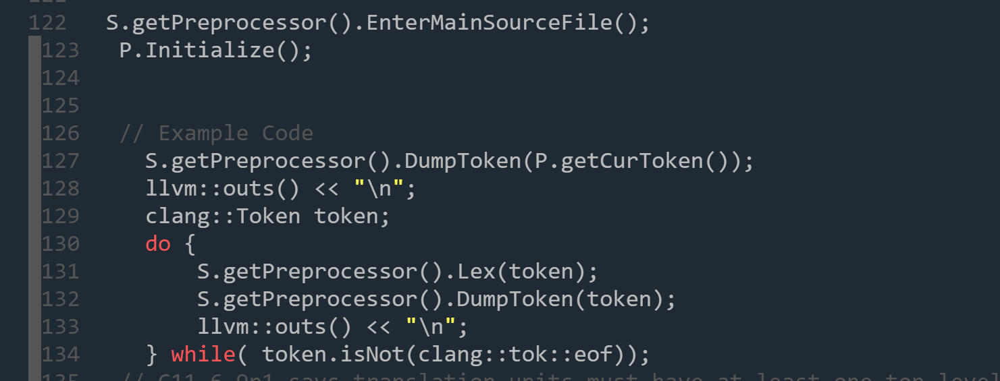 122 S.getPreprocessor().EnterMainSourceFile();
123 P.Initialize();
124
125
126 // Example Code
127 S.getPreprocessor().DumpToken(P.getCurToken());
128 llvm::outs() << "\n";
129 clang::Token token;
130 do {
131 S.getPreprocessor().Lex(token);
132 S.getPreprocessor().DumpToken(token);
133 llvm::outs() << "\n";
134 } while( token.isNot(clang::tok::eof));
135 // C11 6.9p1 says translation units must have at least one top-level